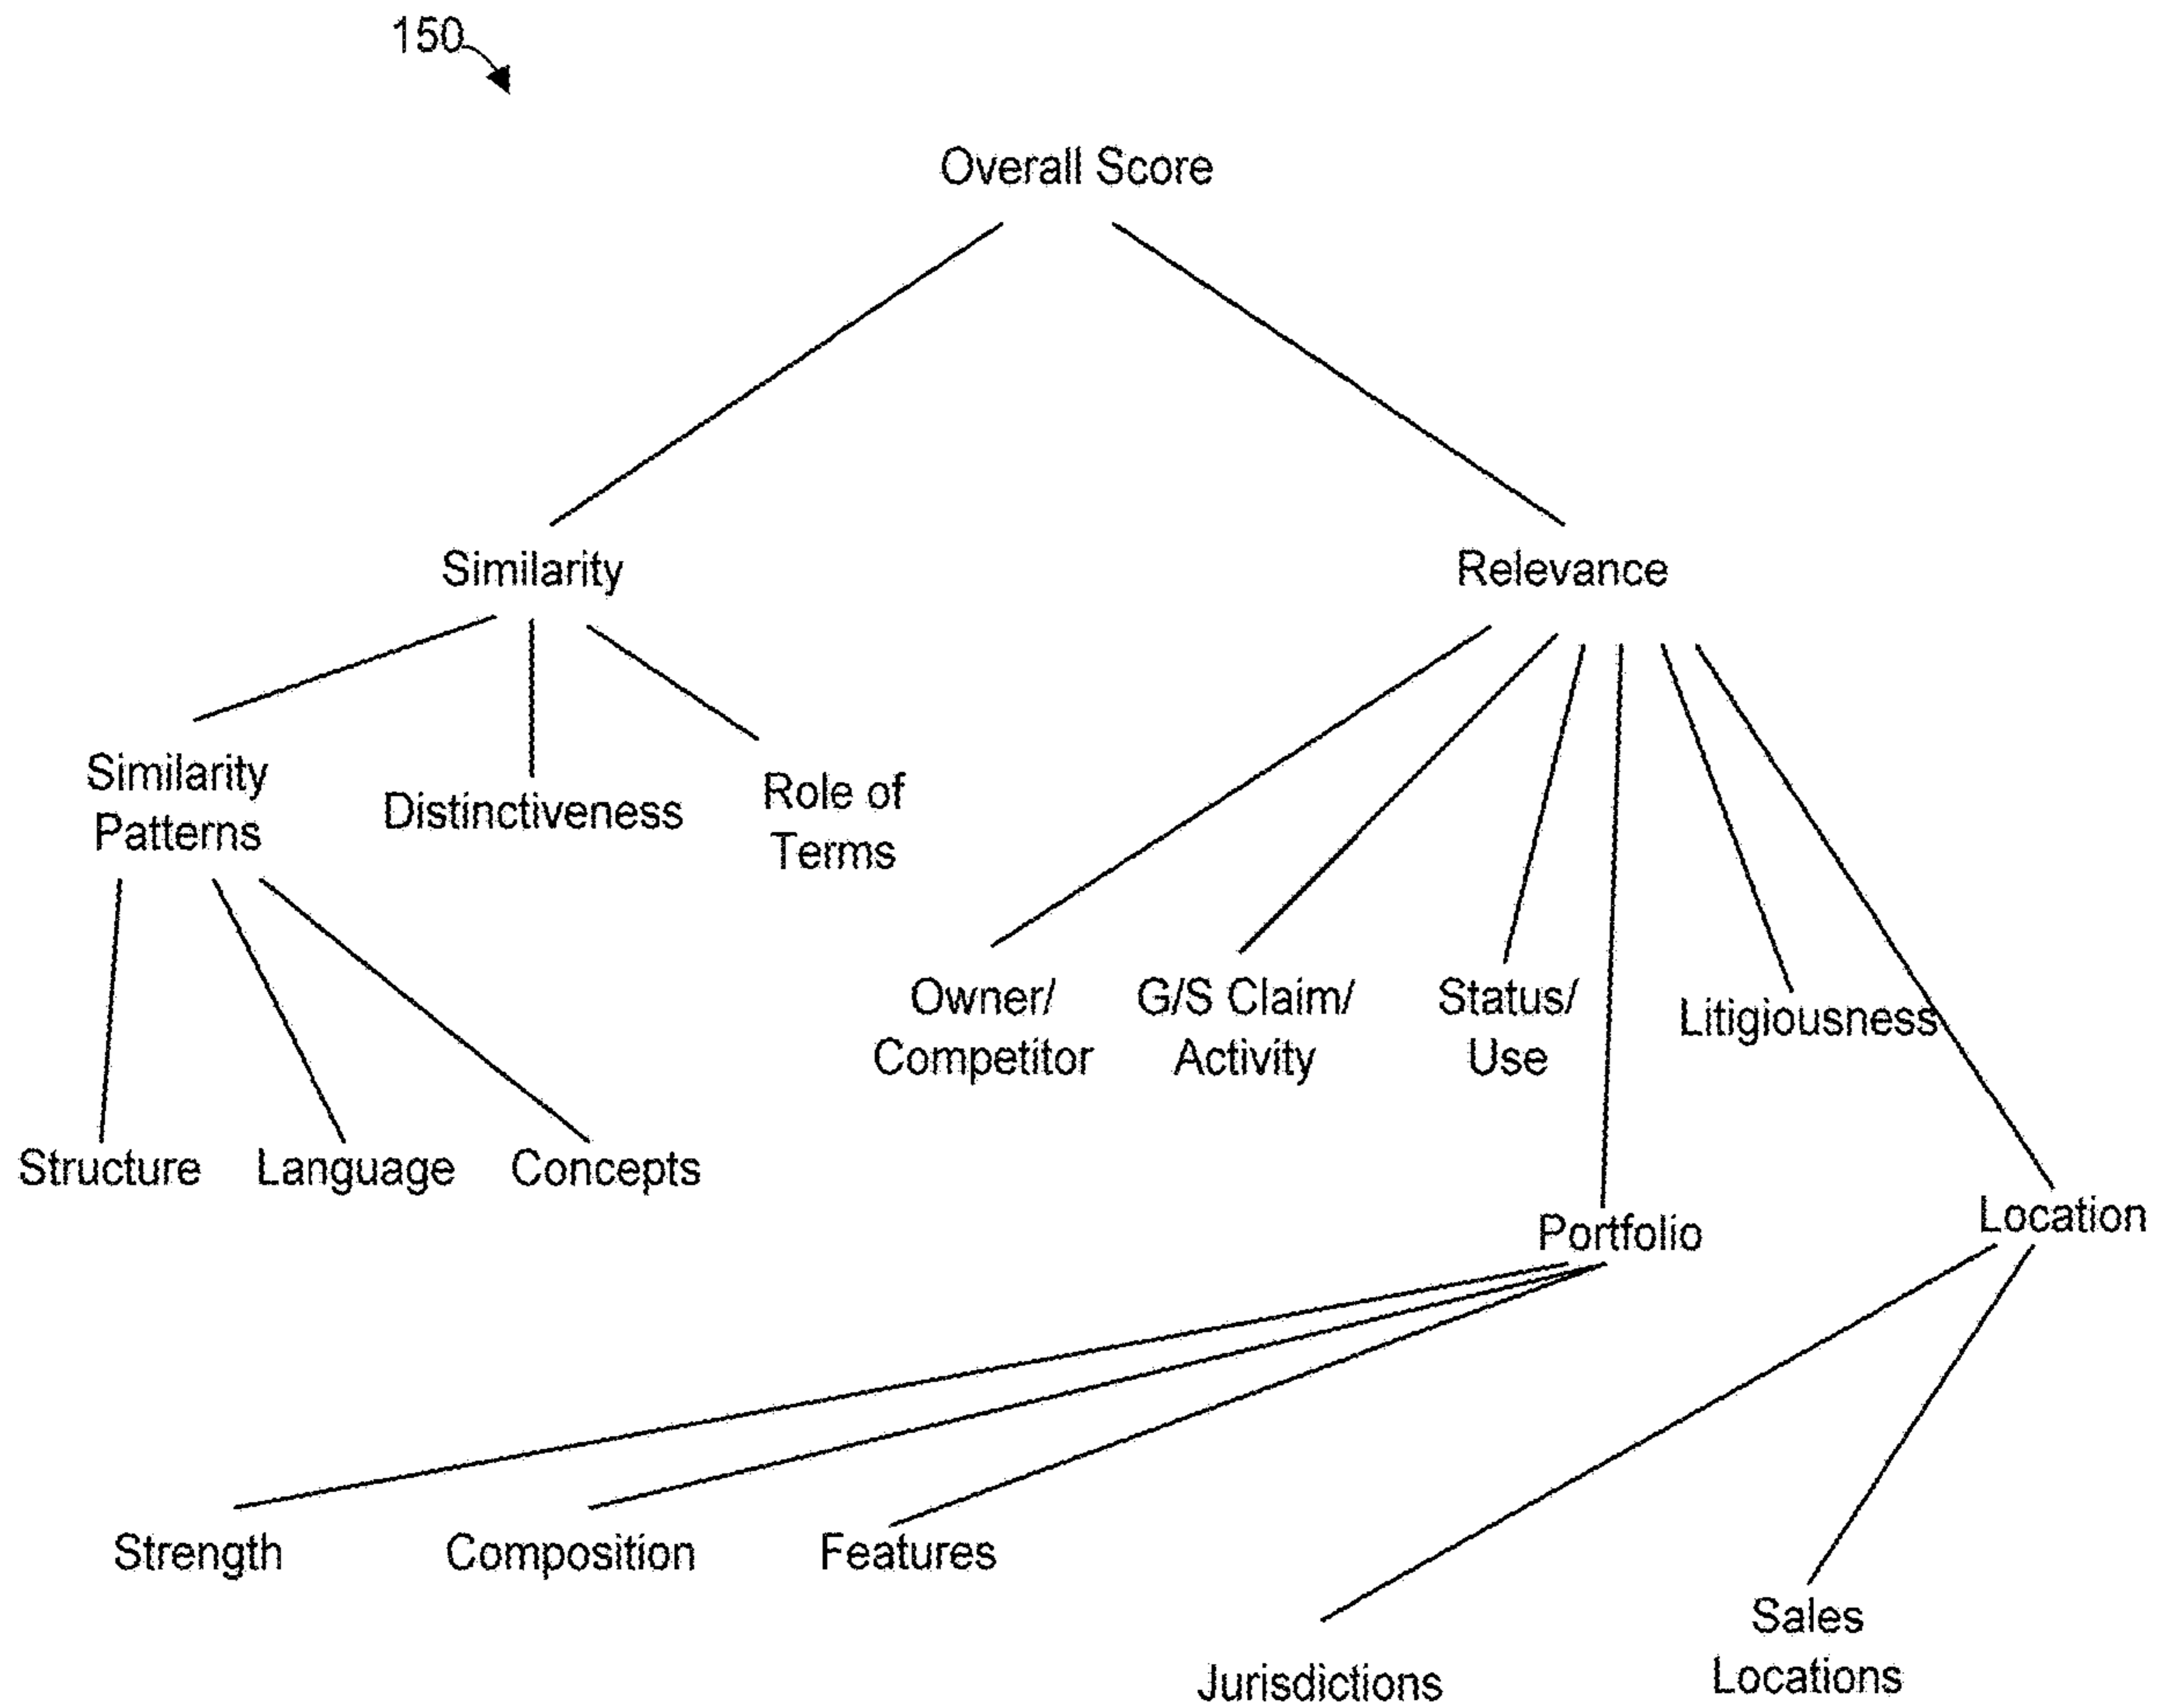 150
Overall Score
Similarity
Relevance
Similarity
Patterns
Distinctiveness
Role of
Terms
Owner/
Competitor
G/S Claim/
Activity
Status/
Use
Litigiousness
Structure
Language
Concepts
Portfolio
Location
Strength
Composition
Features
Jurisdictions
Sales
Locations